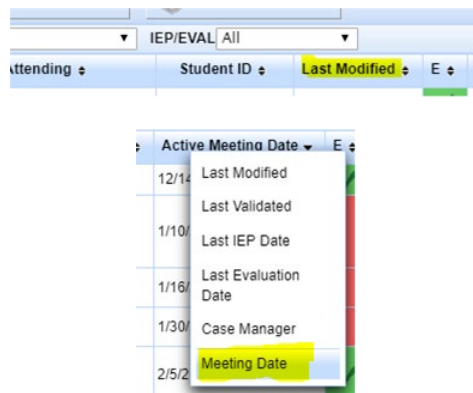 IEP/EVAL All
Attending Student ID Last Modified E
Active Meeting Date E
12/14 Last Modified
Last Validated
1/10/
Last IEP Date
Last Evaluation
1/16/
Date
1/30/ Case Manager
Meeting Date
2/5/2